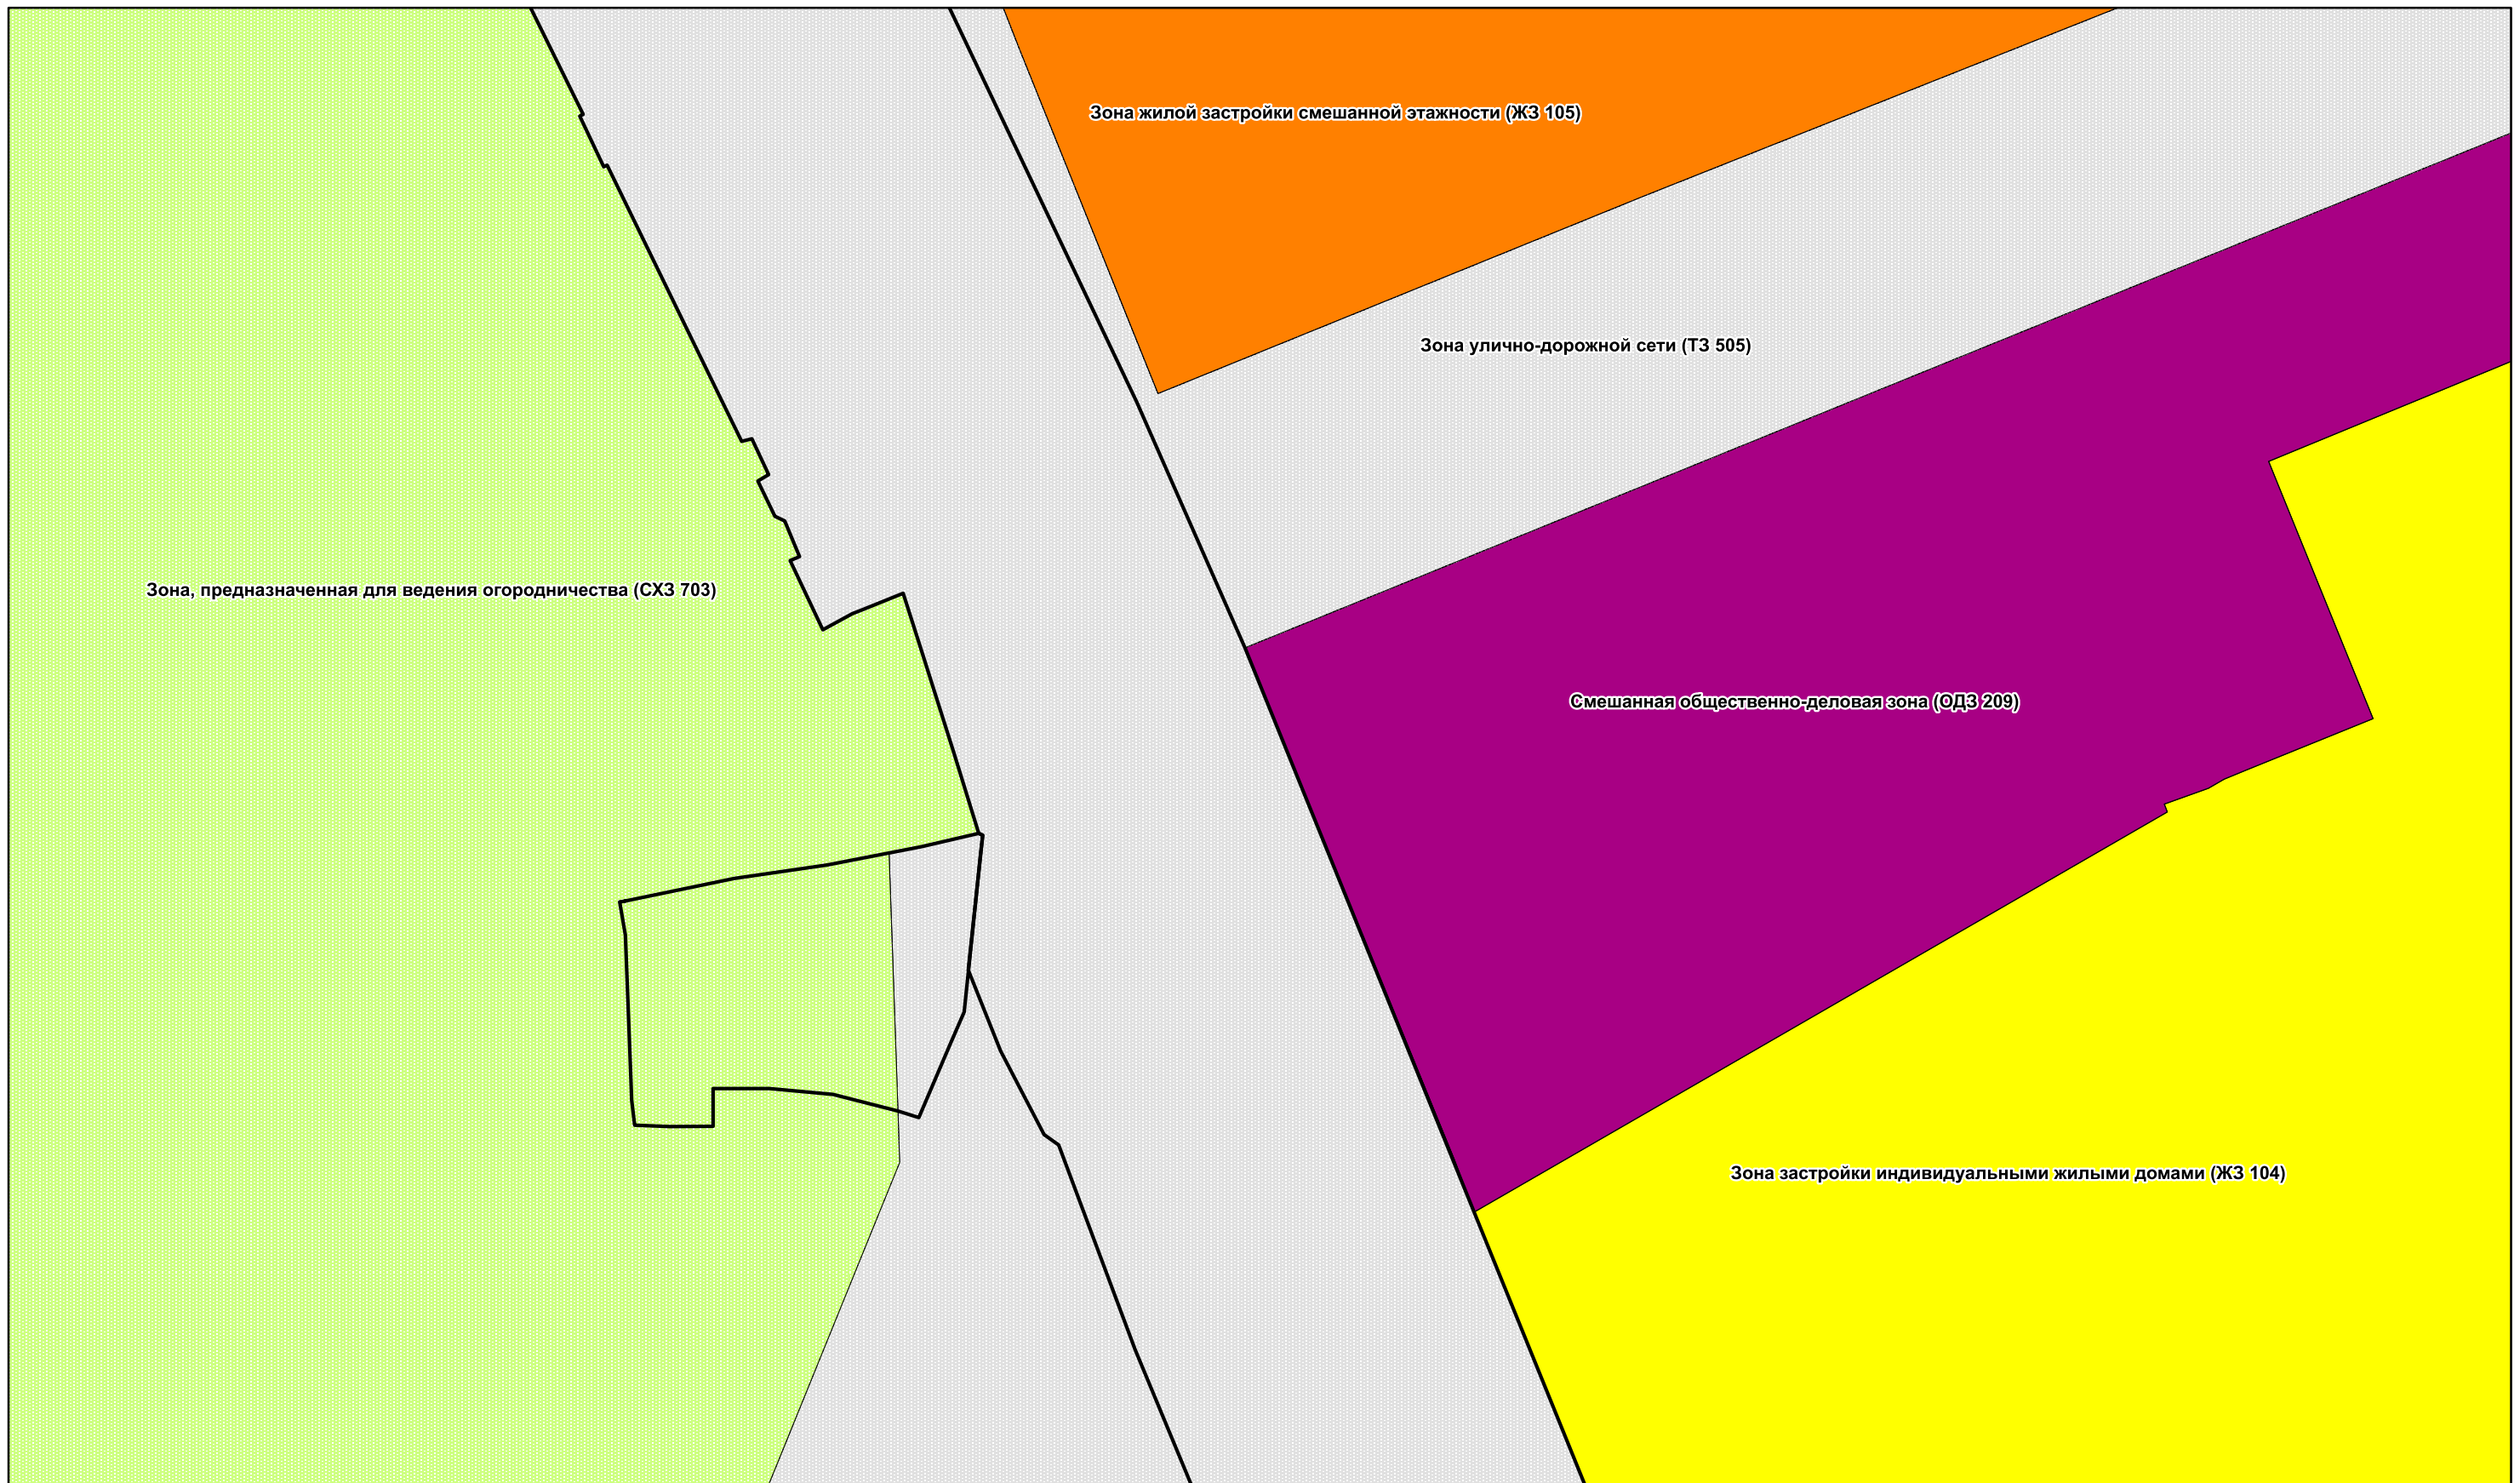 Зона жилой застройки смешанной этажности (ЖЗ 105)
Зона улично-дорожной сети (ТЗ 505)
Зона, предназначенная для ведения огородничества (СХЗ 703)
Смешанная общественно-деловая зона (ОДЗ 209)
Зона застройки индивидуальными жилыми домами (ЖЗ 104)